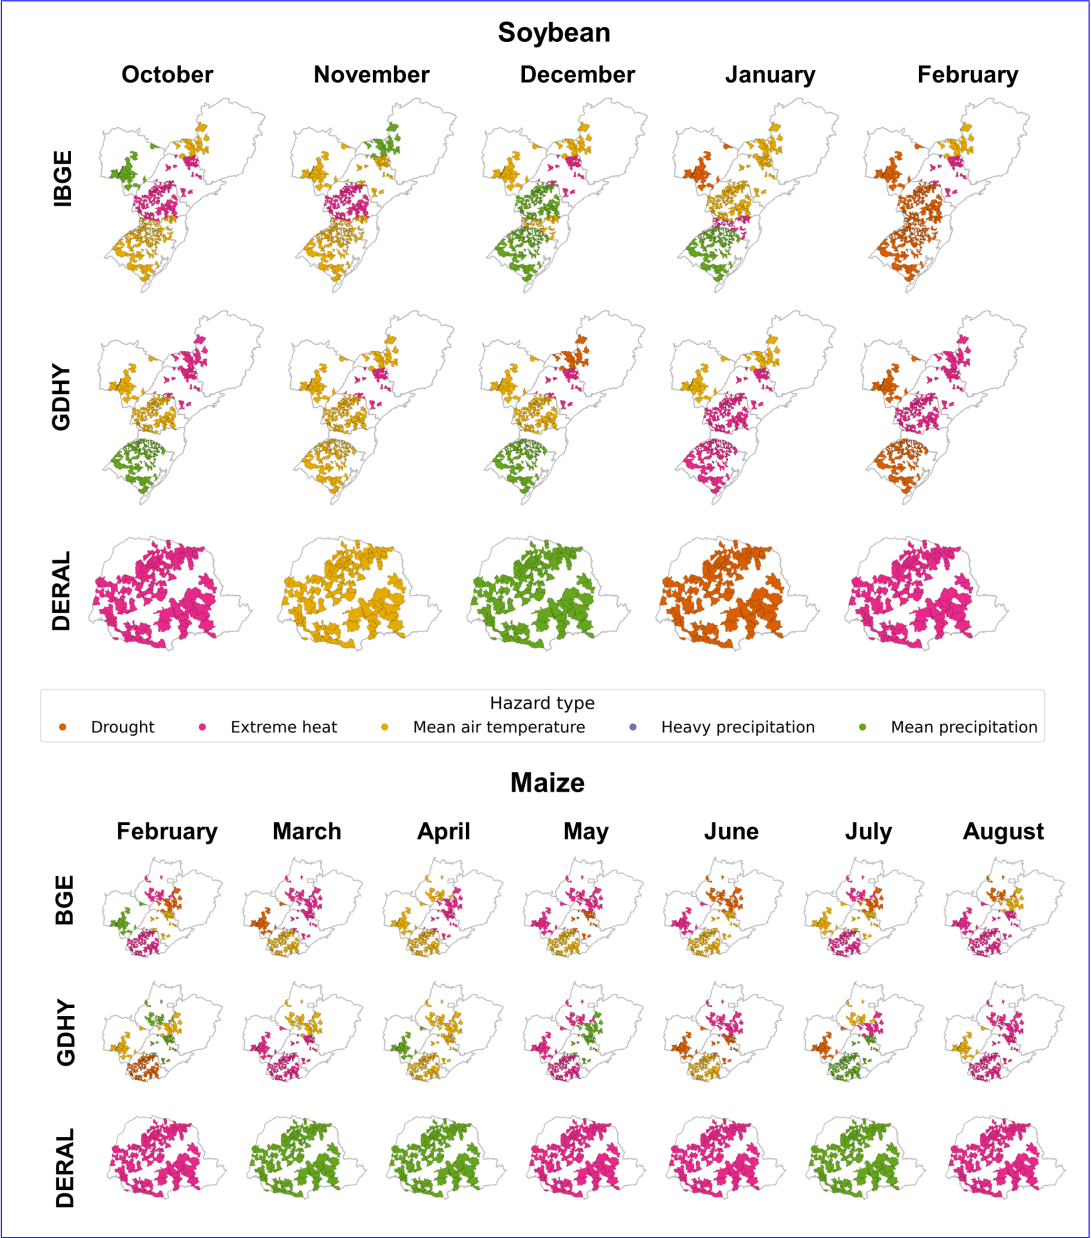 Soybean
October November December January February
IBGE
GDHY
DERAL
Hazard type
Drought Extreme heat Mean air temperature Heavy precipitation Mean precipitation
Maize
February March April May June July August
BGE
GDHY
DERAL